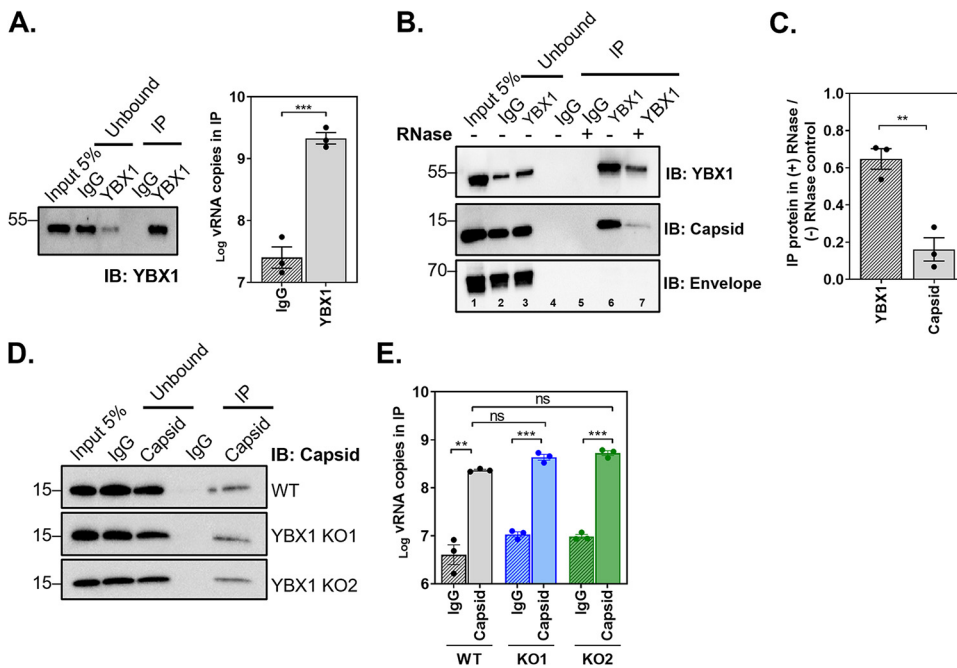 A.
Input 5%
IgG
YBX1
Unbound
IgG
YBX1
IP
55
IB: YBX1
Log vRNA copies in IP
10
9
8
7
***
IgG
YBX1
B.
Input 5%
Unbound
IP
IgG
YBX1
IgG
IgG
YBX1
YBX1
RNase - - - - + - +
55
IB: YBX1
15
IB: Capsid
70
IB: Envelope
1 2 3 4 5 6 7
C.
IP protein in (+) RNase /
(-) RNase control
1.0
0.8
0.6
0.4
0.2
0.0
**
YBX1
Capsid
D.
Input 5%
Unbound
IP
IgG
Capsid
IgG
Capsid
IB: Capsid
15
WT
15
YBX1 KO1
15
YBX1 KO2
E.
Log vRNA copies in IP
10
9
8
7
6
ns
ns
** *** ***
IgG
Capsid
IgG
Capsid
IgG
Capsid
WT KO1 KO2